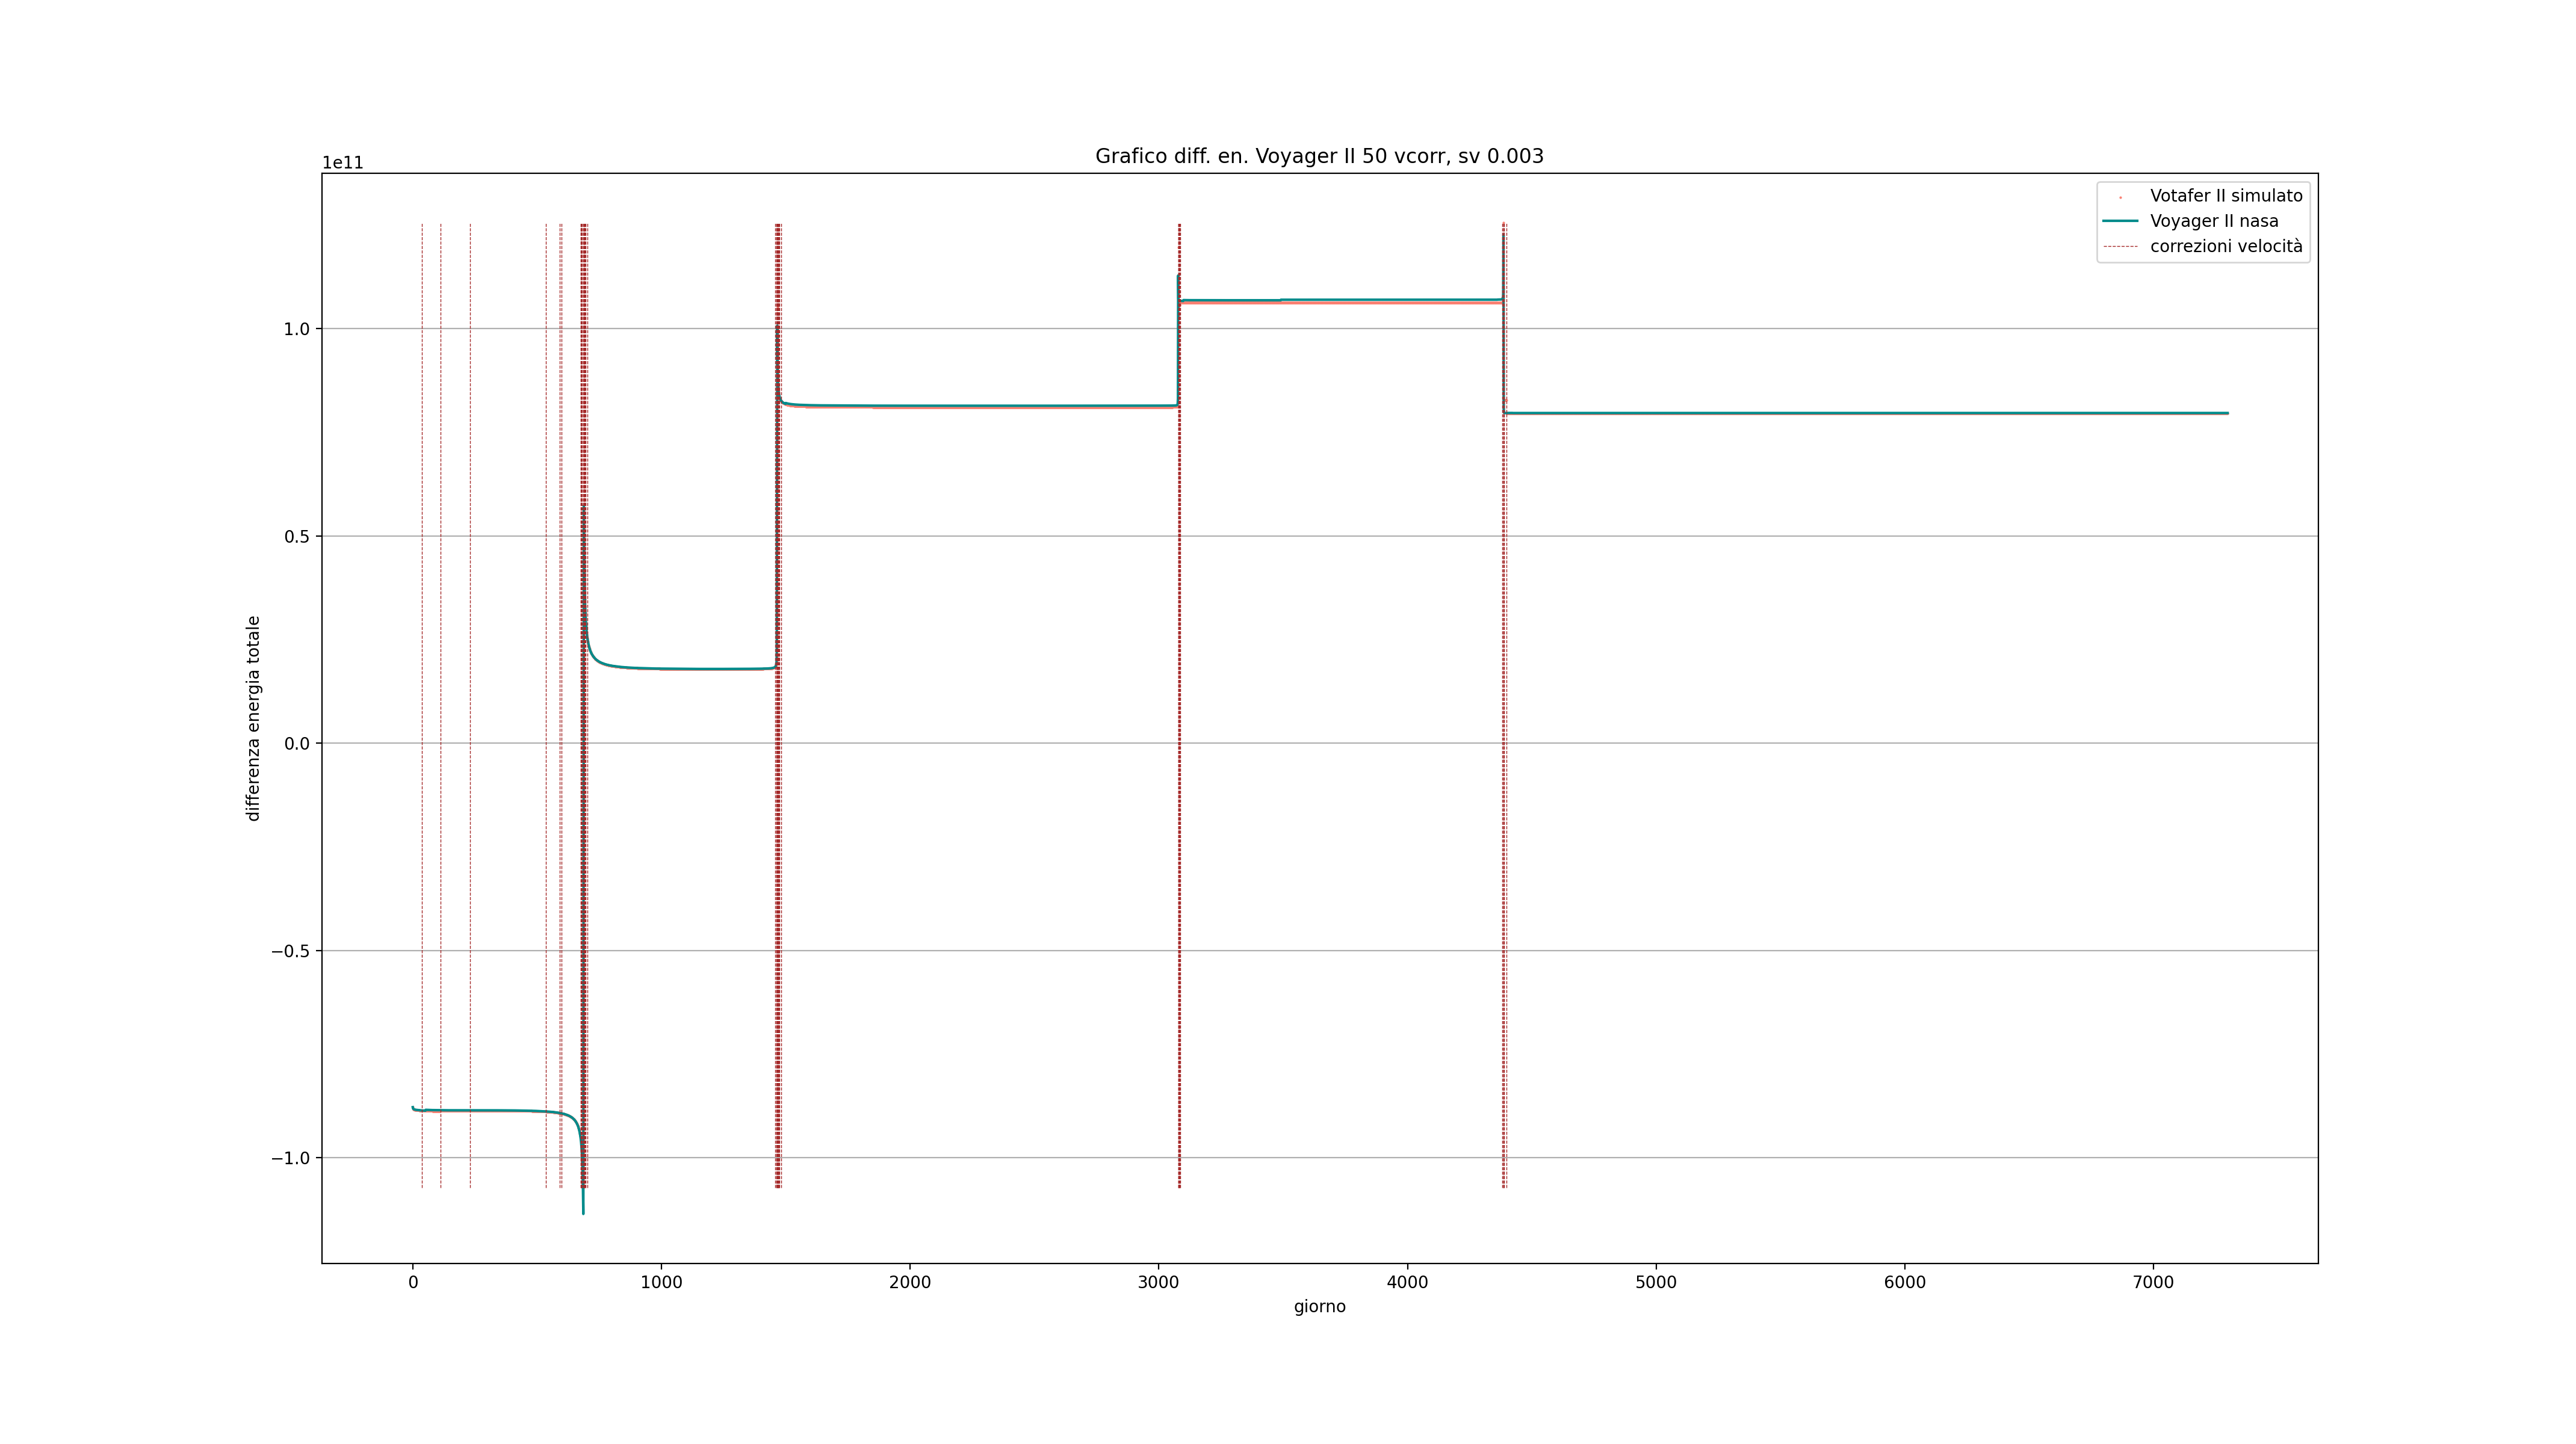 Grafico diff. en. Voyager II 50 vcorr, sv 0.003
1e11
Votafer II simulato
Voyager II nasa
correzioni velocità
1.0
0.5
0.0
−0.5
−1.0
differenza energia totale
0 1000 2000 3000 4000 5000 6000 7000
giorno